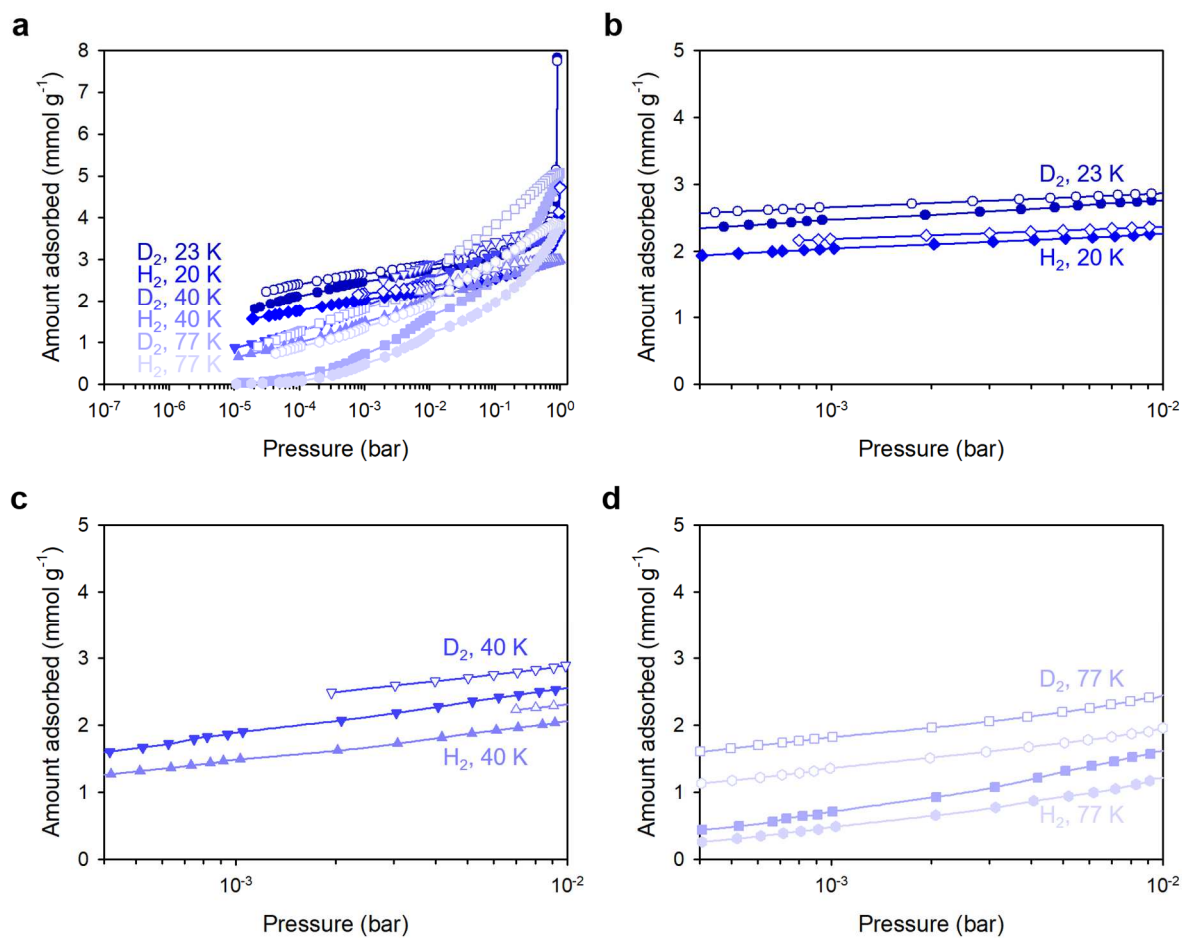 a
Amount adsorbed (mmol g⁻¹)
8
7
6
5
4
3
2
1
0
D₂, 23 K
H₂, 20 K
D₂, 40 K
H₂, 40 K
D₂, 77 K
H₂, 77 K
10⁻⁷ 10⁻⁶ 10⁻⁵ 10⁻⁴ 10⁻³ 10⁻² 10⁻¹ 10⁰
Pressure (bar)
b
Amount adsorbed (mmol g⁻¹)
5
4
3
2
1
0
D₂, 23 K
H₂, 20 K
10⁻³ 10⁻²
Pressure (bar)
c
Amount adsorbed (mmol g⁻¹)
5
4
3
2
1
0
D₂, 40 K
H₂, 40 K
10⁻³ 10⁻²
Pressure (bar)
d
Amount adsorbed (mmol g⁻¹)
5
4
3
2
1
0
D₂, 77 K
H₂, 77 K
10⁻³ 10⁻²
Pressure (bar)